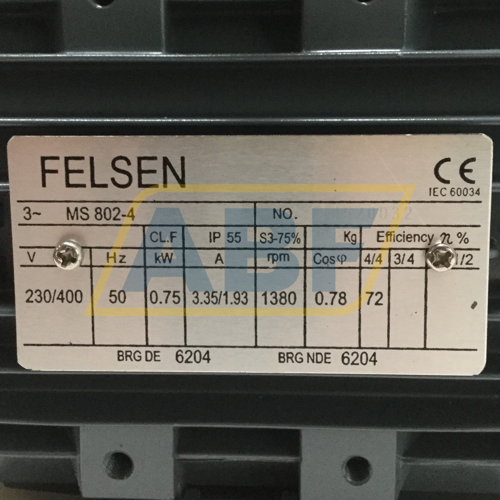 FELSEN
CE
IEC 60034
3~ MS 802-4 NO.
CL.F IP 55 S3-75% Kg Efficiency η %
V Hz kW A rpm Cosφ 4/4 3/4 1/2
230/400 50 0.75 3.35/1.93 1380 0.78 72
BRG DE 6204 BRG NDE 6204
ABF